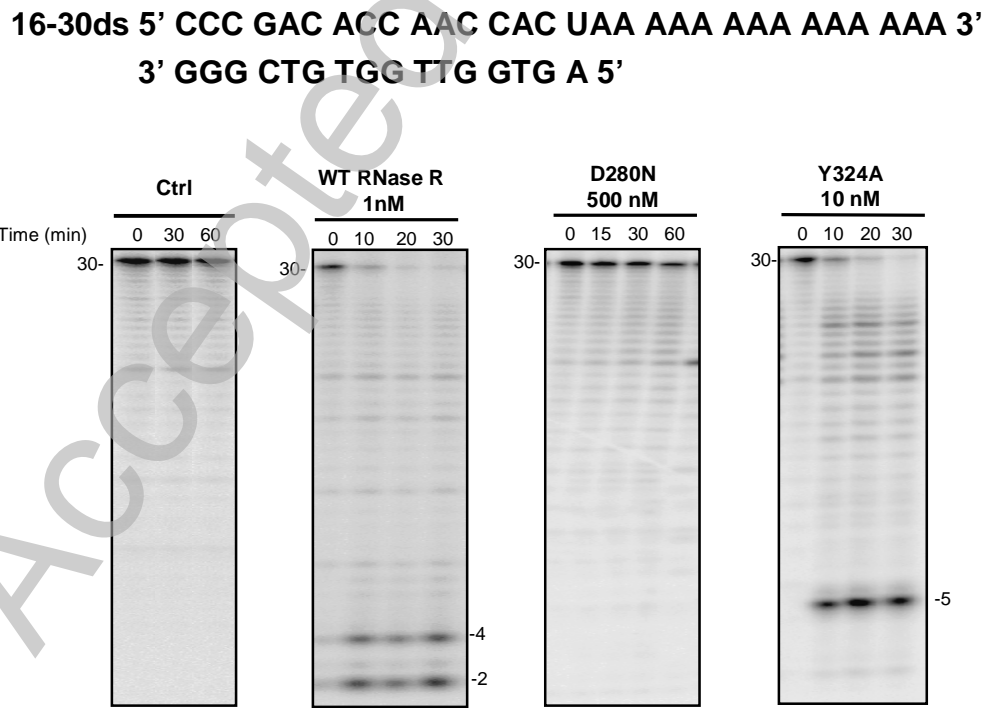 16-30ds 5’ CCC GAC ACC AAC CAC UAA AAA AAA AAA AAA 3’
3’ GGG CTG TGG TTG GTG A 5’
Ctrl
WT RNase R
1nM
D280N
500 nM
Y324A
10 nM
Time (min) 0 30 60
0 10 20 30
0 15 30 60
0 10 20 30
30-
30-
30-
30-
-5
-4
-2
Accepted